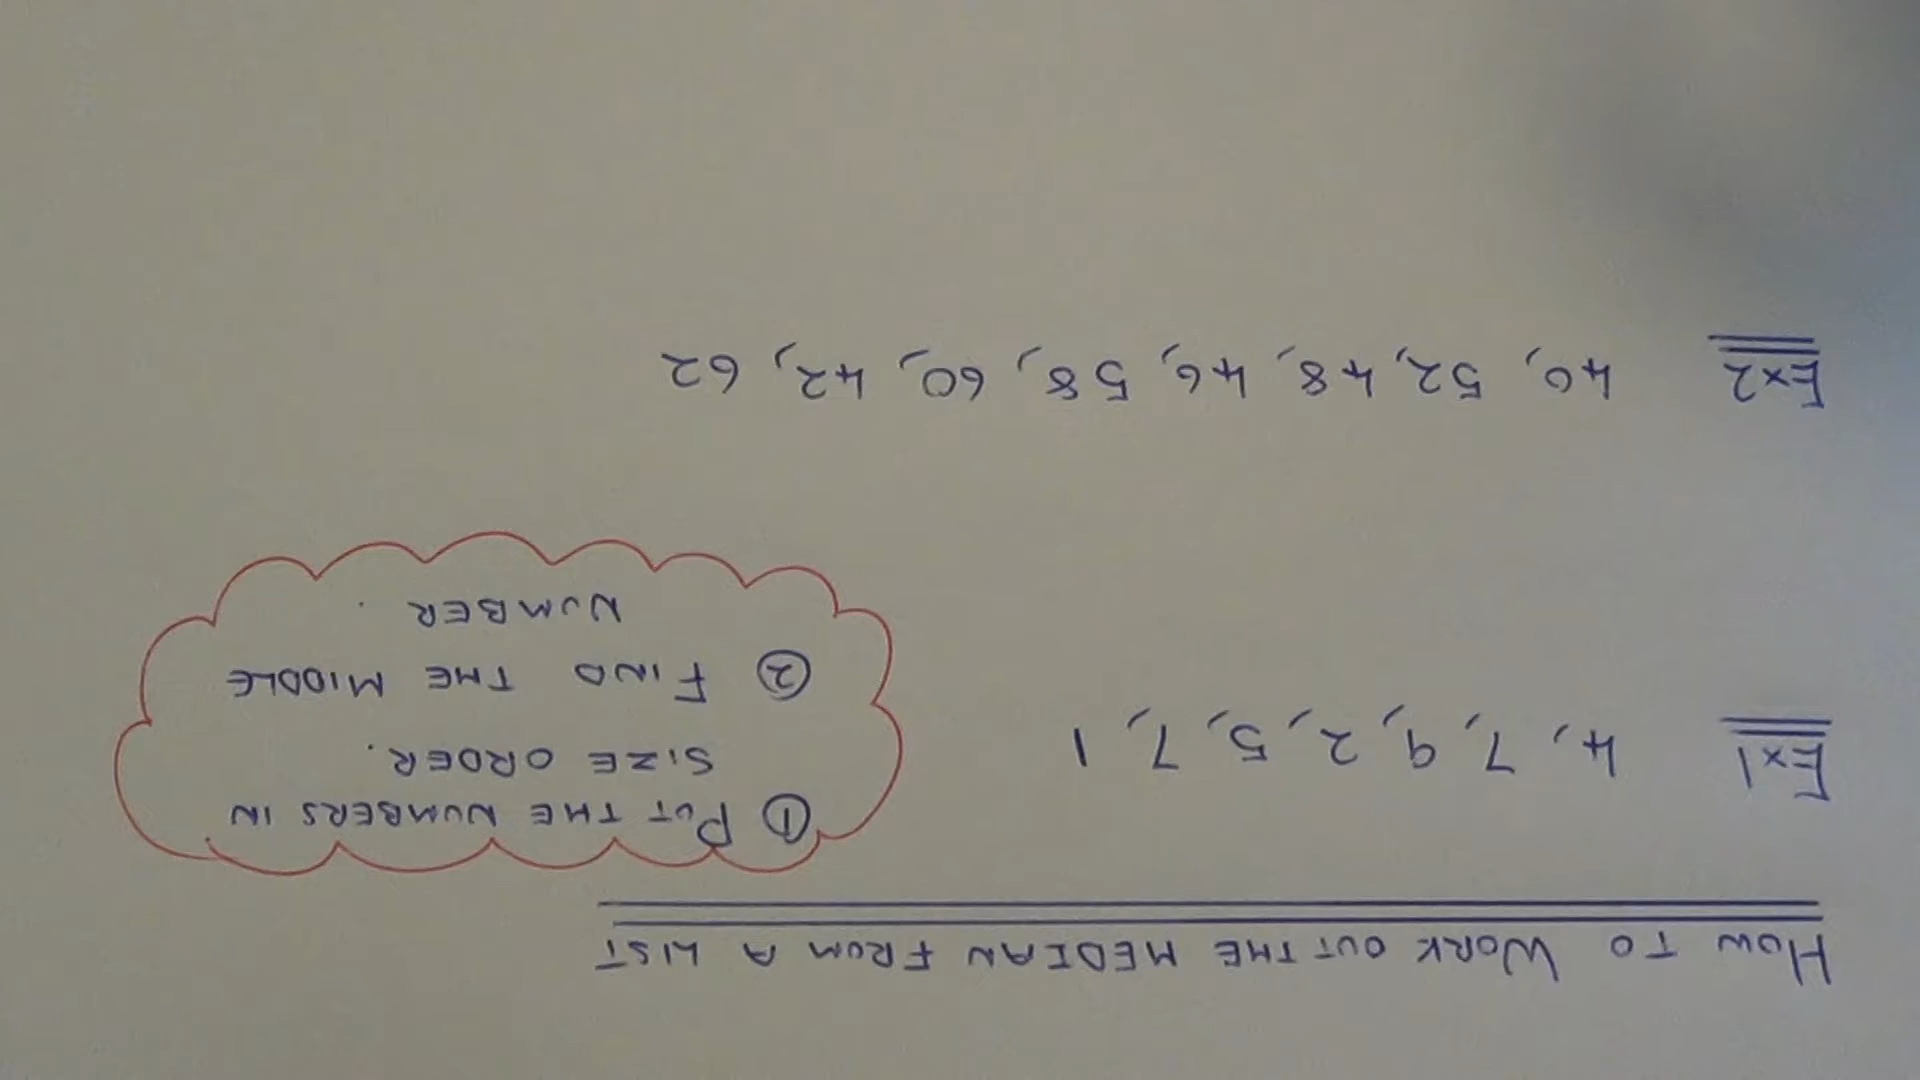 HOW TO WORK OUT THE MEDIAN FROM A LIST
① PUT THE NUMBERS IN
SIZE ORDER.
② FIND THE MIDDLE
NUMBER.
Ex1 4, 7, 9, 2, 5, 7, 1
Ex2 40, 52, 48, 46, 58, 60, 42, 62